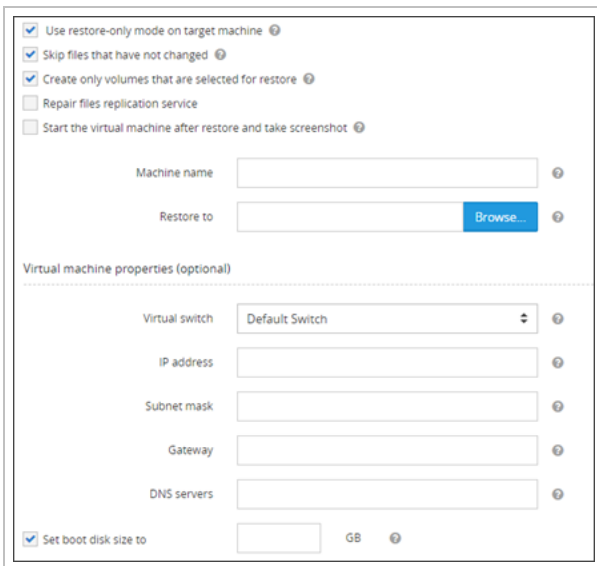 Use restore-only mode on target machine
Skip files that have not changed
Create only volumes that are selected for restore
Repair files replication service
Start the virtual machine after restore and take screenshot
Machine name
Restore to Browse...
Virtual machine properties (optional)
Virtual switch Default Switch
IP address
Subnet mask
Gateway
DNS servers
Set boot disk size to GB